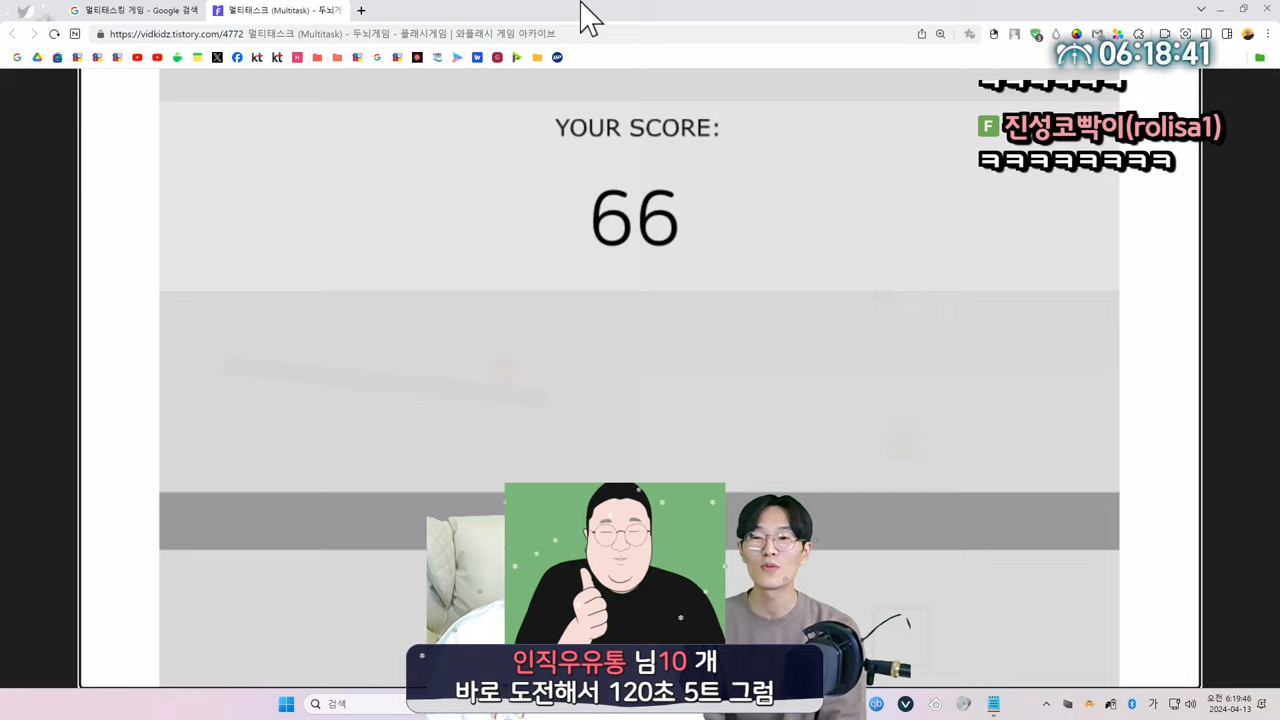 멀티태스킹 게임 - Google 검색
멀티태스크 (Multitask) - 두뇌게
https://vidkidz.tistory.com/4772 멀티태스크 (Multitask) - 두뇌게임 - 플래시게임 | 와플래시 게임 아카이브
06:18:41
ㅋㅋㅋㅋㅋㅋㅋ
진성코빡이(rolisa1)
ㅋㅋㅋㅋㅋㅋㅋㅋ
YOUR SCORE:
66
인직우유통 님10 개
바로 도전해서 120초 5트 그럼
검색
가
오전 6:19:46
2024-04-13